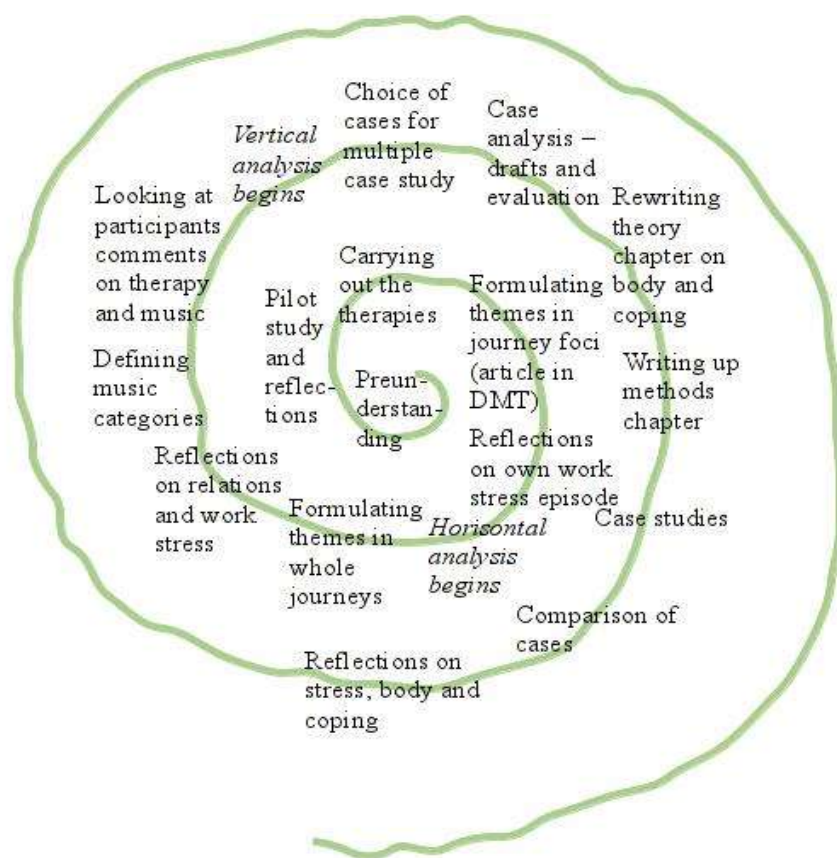 Choice of
cases for
multiple
case study
Case
analysis –
drafts and
evaluation
Vertical
analysis
begins
Looking at
participants
comments
on therapy
and music
Rewriting
theory
chapter on
body and
coping
Carrying
out the
therapies
Formulating
themes in
journey foci
(article in
DMT)
Pilot
study
and
reflec-
tions
Defining
music
categories
Preun-
derstan-
ding
Writing up
methods
chapter
Reflections
on own work
stress episode
Reflections
on relations
and work
stress
Formulating
themes in
whole
journeys
Horisontal
analysis
begins
Case studies
Comparison of
cases
Reflections on
stress, body and
coping